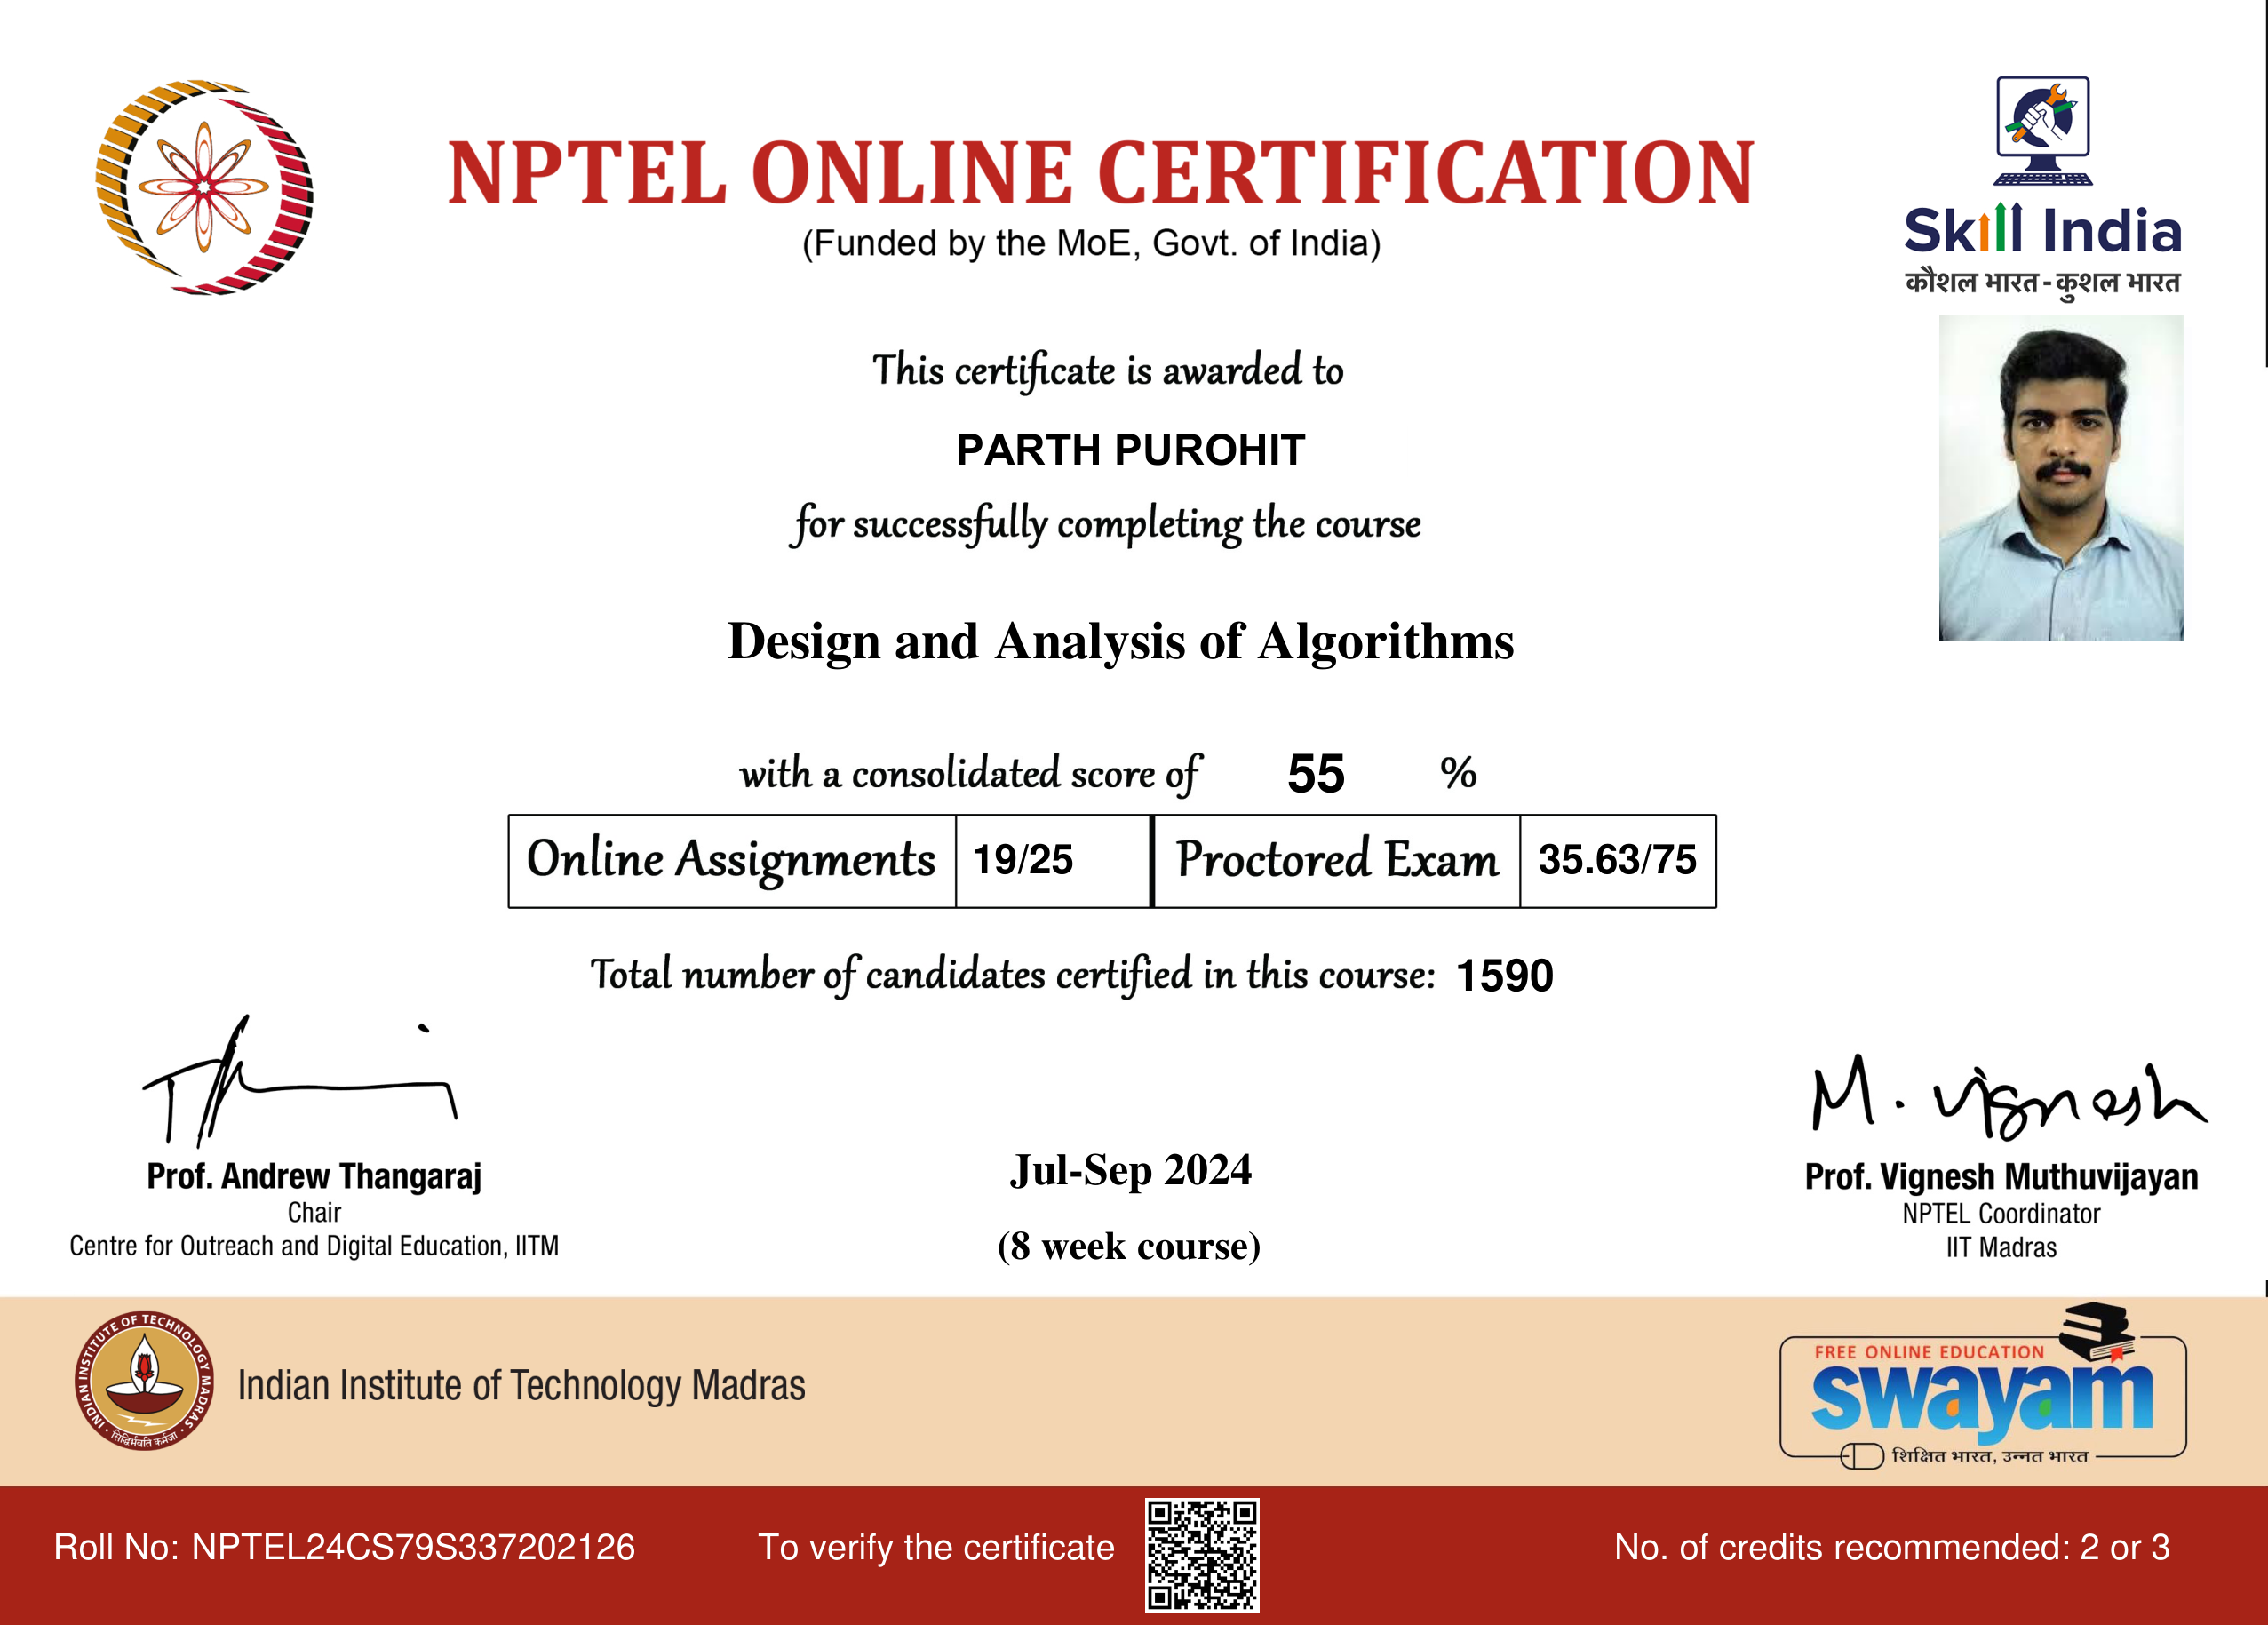 NPTEL ONLINE CERTIFICATION
(Funded by the MoE, Govt. of India)
Skill India
कौशल भारत - कुशल भारत
This certificate is awarded to
PARTH PUROHIT
for successfully completing the course
Design and Analysis of Algorithms
with a consolidated score of 55 %
Online Assignments 19/25 Proctored Exam 35.63/75
Total number of candidates certified in this course: 1590
M. Vignesh
Prof. Andrew Thangaraj
Chair
Centre for Outreach and Digital Education, IITM
Jul-Sep 2024
(8 week course)
Prof. Vignesh Muthuvijayan
NPTEL Coordinator
IIT Madras
INDIAN INSTITUTE OF TECHNOLOGY MADRAS
सिद्धिर्भवति कर्मजा
Indian Institute of Technology Madras
FREE ONLINE EDUCATION
swayam
शिक्षित भारत, उन्नत भारत
Roll No: NPTEL24CS79S337202126 To verify the certificate No. of credits recommended: 2 or 3